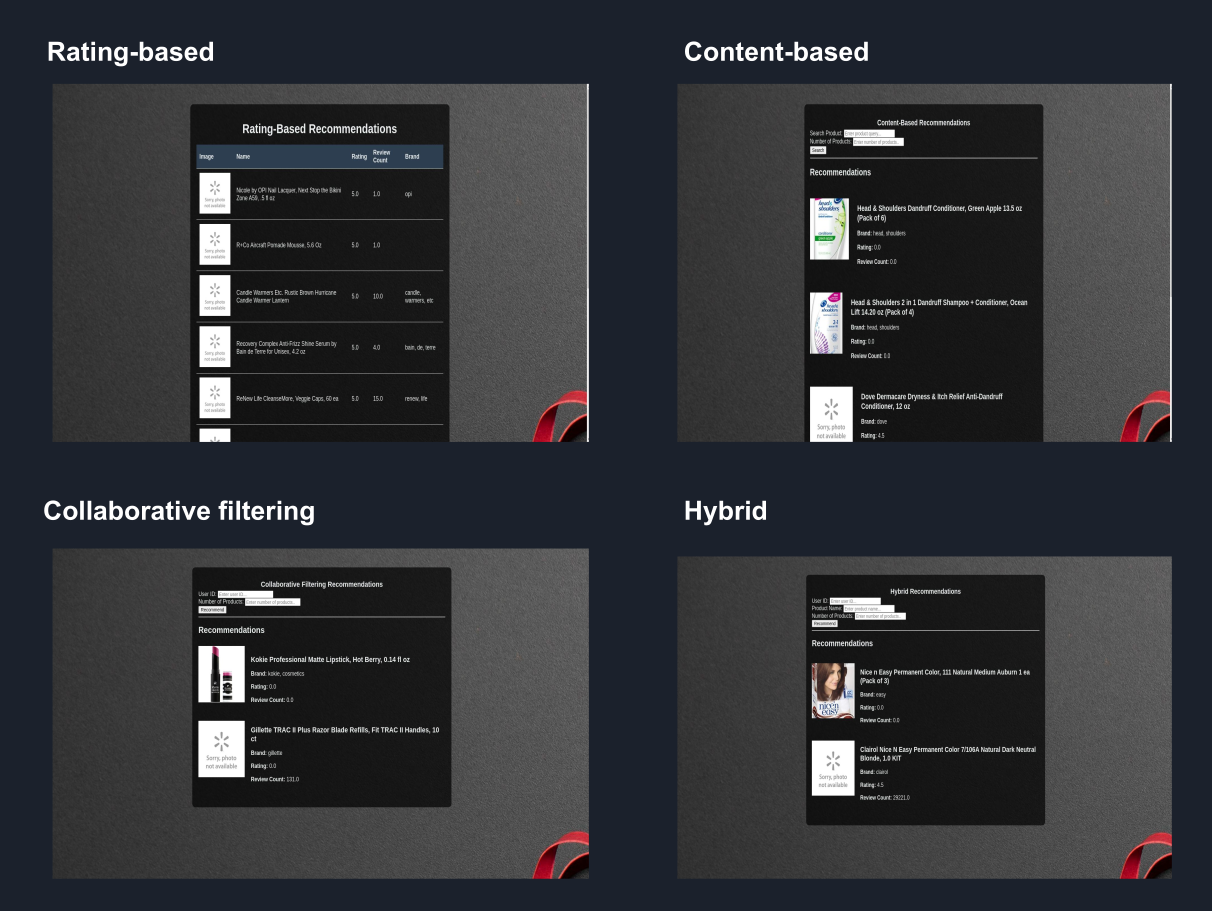 Rating-based
Rating-Based Recommendations
Image Name Rating Review Count Brand
Sorry, photo
not available
Nicole by OPI Nail Lacquer, Next Stop the Bikini
Zone A59, .5 fl oz
5.0 1.0 opi
Sorry, photo
not available
R+Co Aircraft Pomade Mousse, 5.6 Oz 5.0 1.0
Sorry, photo
not available
Candle Warmers Etc. Rustic Brown Hurricane
Candle Warmer Lantern
5.0 10.0 candle,
warmers, etc
Sorry, photo
not available
Recovery Complex Anti-Frizz Shine Serum by
Bain de Terre for Unisex, 4.2 oz
5.0 4.0 bain, de, terre
Sorry, photo
not available
ReNew Life CleanseMore, Veggie Caps, 60 ea 5.0 15.0 renew, life
Content-based
Content-Based Recommendations
Search Product: Enter product query...
Number of Products: Enter number of products...
Search
Recommendations
head & shoulders
Head & Shoulders Dandruff Conditioner, Green Apple 13.5 oz
(Pack of 6)
Brand: head, shoulders
Rating: 0.0
Review Count: 0.0
Head & Shoulders 2 in 1 Dandruff Shampoo + Conditioner, Ocean
Lift 14.20 oz (Pack of 4)
Brand: head, shoulders
Rating: 0.0
Review Count: 0.0
Sorry, photo
not available
Dove Dermacare Dryness & Itch Relief Anti-Dandruff
Conditioner, 12 oz
Brand: dove
Rating: 4.5
Collaborative filtering
Collaborative Filtering Recommendations
User ID: Enter user ID...
Number of Products: Enter number of products...
Recommend
Recommendations
Kokie Professional Matte Lipstick, Hot Berry, 0.14 fl oz
Brand: kokie, cosmetics
Rating: 0.0
Review Count: 0.0
Sorry, photo
not available
Gillette TRAC II Plus Razor Blade Refills, Fit TRAC II Handles, 10
ct
Brand: gillette
Rating: 0.0
Review Count: 131.0
Hybrid
Hybrid Recommendations
User ID: Enter user ID...
Product Name: Enter product name...
Number of Products: Enter number of products...
Recommend
Recommendations
nice'n
easy
Nice n Easy Permanent Color, 111 Natural Medium Auburn 1 ea
(Pack of 3)
Brand: easy
Rating: 0.0
Review Count: 0.0
Sorry, photo
not available
Clairol Nice N Easy Permanent Color 7/106A Natural Dark Neutral
Blonde, 1.0 KIT
Brand: clairol
Rating: 4.5
Review Count: 29221.0